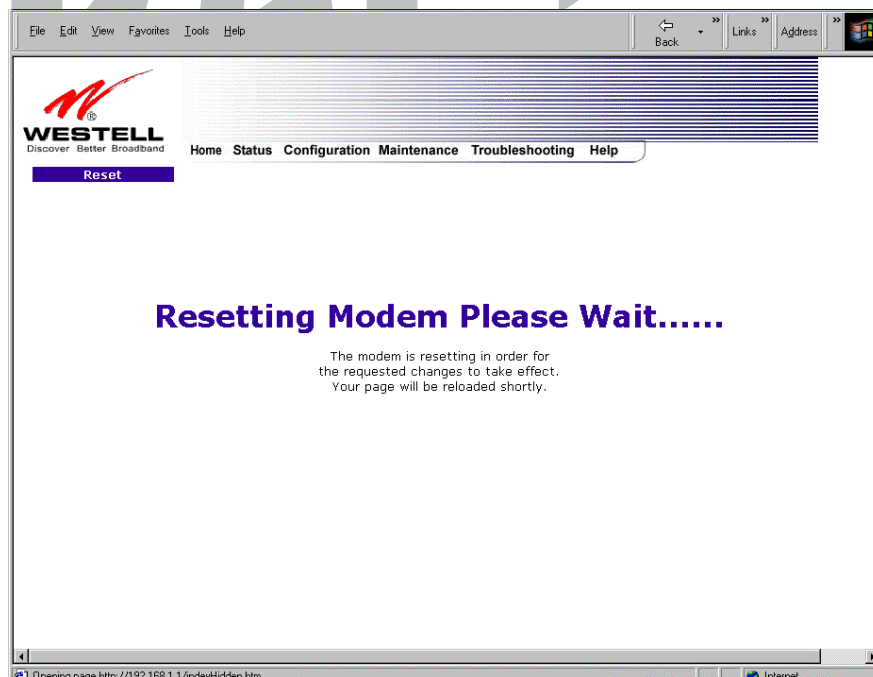 File Edit View Favorites Tools Help
Back
» Links » Address »
WESTELL
®
Discover Better Broadband
Home Status Configuration Maintenance Troubleshooting Help
Reset
Resetting Modem Please Wait......
The modem is resetting in order for
the requested changes to take effect.
Your page will be reloaded shortly.
Opening page http://192.168.1.1/indexHidden.htm
Internet